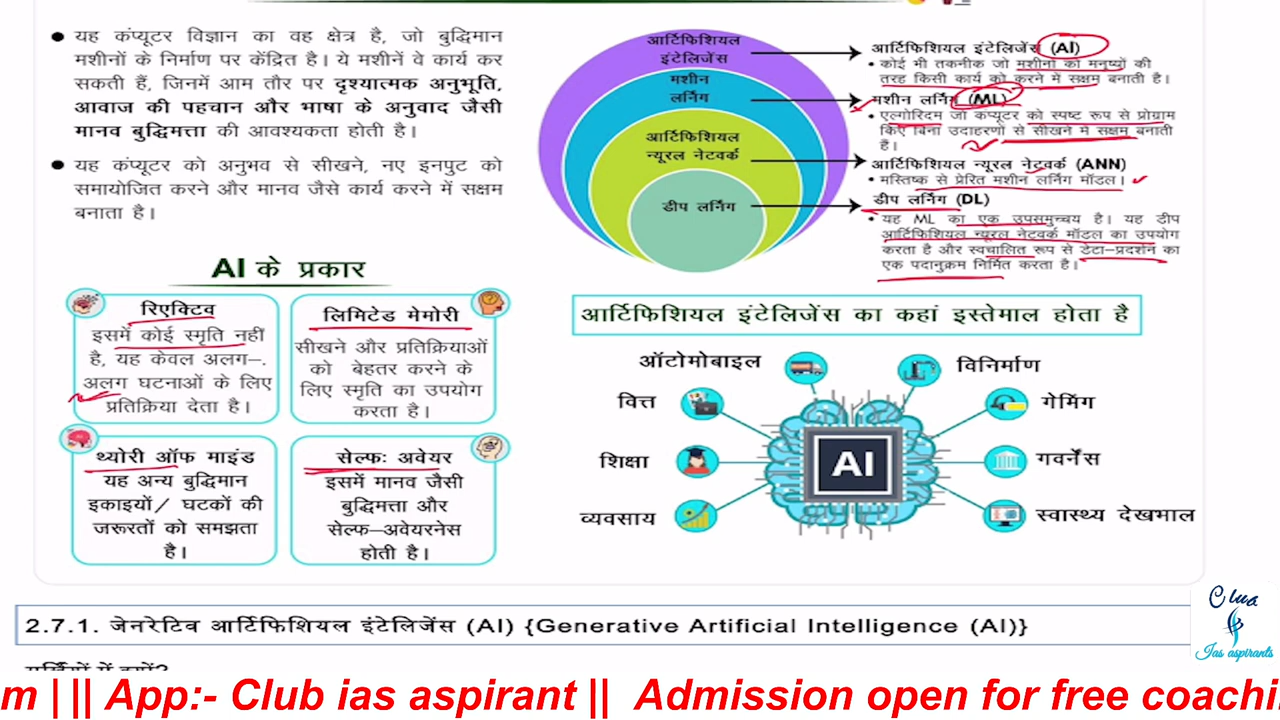 यह कंप्यूटर विज्ञान का वह क्षेत्र है, जो बुद्धिमान
मशीनों के निर्माण पर केंद्रित है। ये मशीनें वे कार्य कर
सकती हैं, जिनमें आम तौर पर दृश्यात्मक अनुभूति,
आवाज की पहचान और भाषा के अनुवाद जैसी
मानव बुद्धिमत्ता की आवश्यकता होती है।
यह कंप्यूटर को अनुभव से सीखने, नए इनपुट को
समायोजित करने और मानव जैसे कार्य करने में सक्षम
बनाता है।
आर्टिफिशियल
इंटेलिजेंस
मशीन
लर्निंग
आर्टिफिशियल
न्यूरल नेटवर्क
डीप लर्निंग
आर्टिफिशियल इंटेलिजेंस (AI)
• कोई भी तकनीक जो मशीनों को मनुष्यों की
तरह किसी कार्य को करने में सक्षम बनाती है।
मशीन लर्निंग (ML)
एल्गोरिदम जो कंप्यूटर को स्पष्ट रूप से प्रोग्राम
किए बिना उदाहरणों से सीखने में सक्षम बनाती
है।
आर्टिफिशियल न्यूरल नेटवर्क (ANN)
• मस्तिष्क से प्रेरित मशीन लर्निंग मॉडल।
डीप लर्निंग (DL)
• यह ML का एक उपसमुच्चय है। यह डीप
आर्टिफिशियल न्यूरल नेटवर्क मॉडल का उपयोग
करता है और स्वचालित रूप से डेटा-प्रदर्शन का
एक पदानुक्रम निर्मित करता है।
AI के प्रकार
रिएक्टिव
इसमें कोई स्मृति नहीं
है, यह केवल अलग-
अलग घटनाओं के लिए
प्रतिक्रिया देता है।
लिमिटेड मेमोरी
सीखने और प्रतिक्रियाओं
को बेहतर करने के
लिए स्मृति का उपयोग
करता है।
थ्योरी ऑफ माइंड
यह अन्य बुद्धिमान
इकाइयों/ घटकों की
जरूरतों को समझता
है।
सेल्फः अवेयर
इसमें मानव जैसी
बुद्धिमत्ता और
सेल्फ-अवेयरनेस
होती है।
आर्टिफिशियल इंटेलिजेंस का कहां इस्तेमाल होता है
ऑटोमोबाइल
विनिर्माण
वित्त
गेमिंग
शिक्षा
AI
गवर्नेंस
व्यवसाय
स्वास्थ्य देखभाल
2.7.1. जेनरेटिव आर्टिफिशियल इंटेलिजेंस (AI) {Generative Artificial Intelligence (AI)}
Club
Ias aspirants
m | || App:- Club ias aspirant || Admission open for free coachi